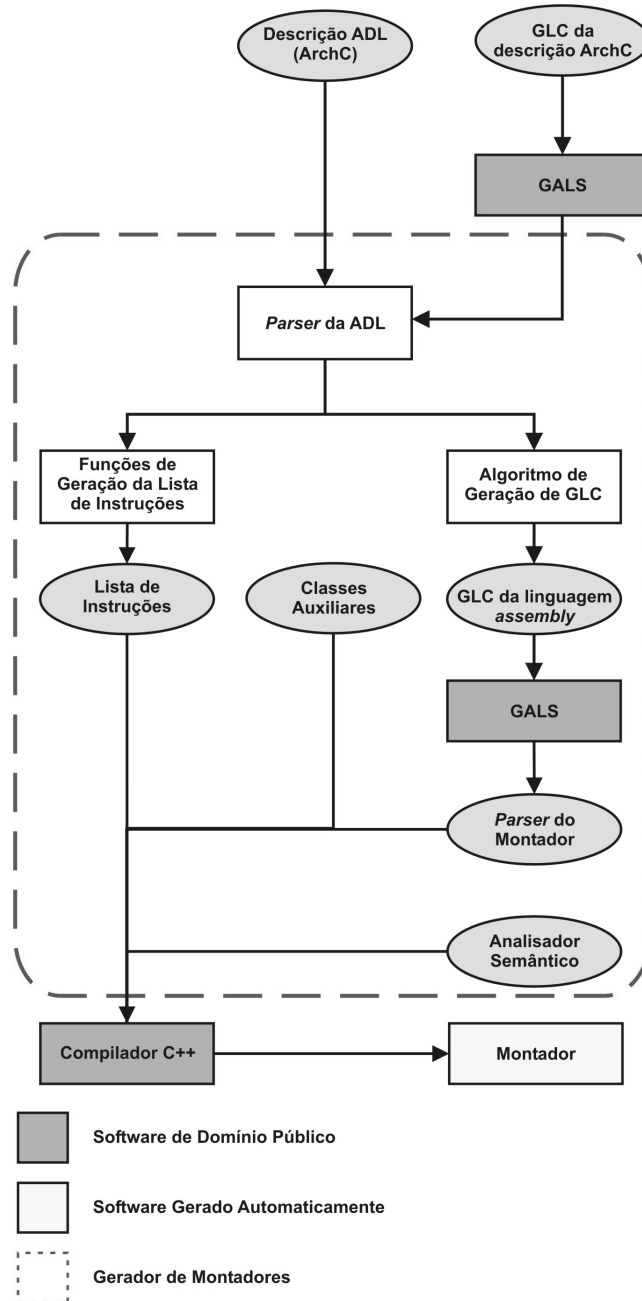 Descrição ADL
(ArchC)
GLC da
descrição ArchC
GALS
Parser da ADL
Funções de
Geração da Lista
de Instruções
Algoritmo de
Geração de GLC
Lista de
Instruções
Classes
Auxiliares
GLC da linguagem
assembly
GALS
Parser do
Montador
Analisador
Semântico
Compilador C++
Montador
Software de Domínio Público
Software Gerado Automaticamente
Gerador de Montadores